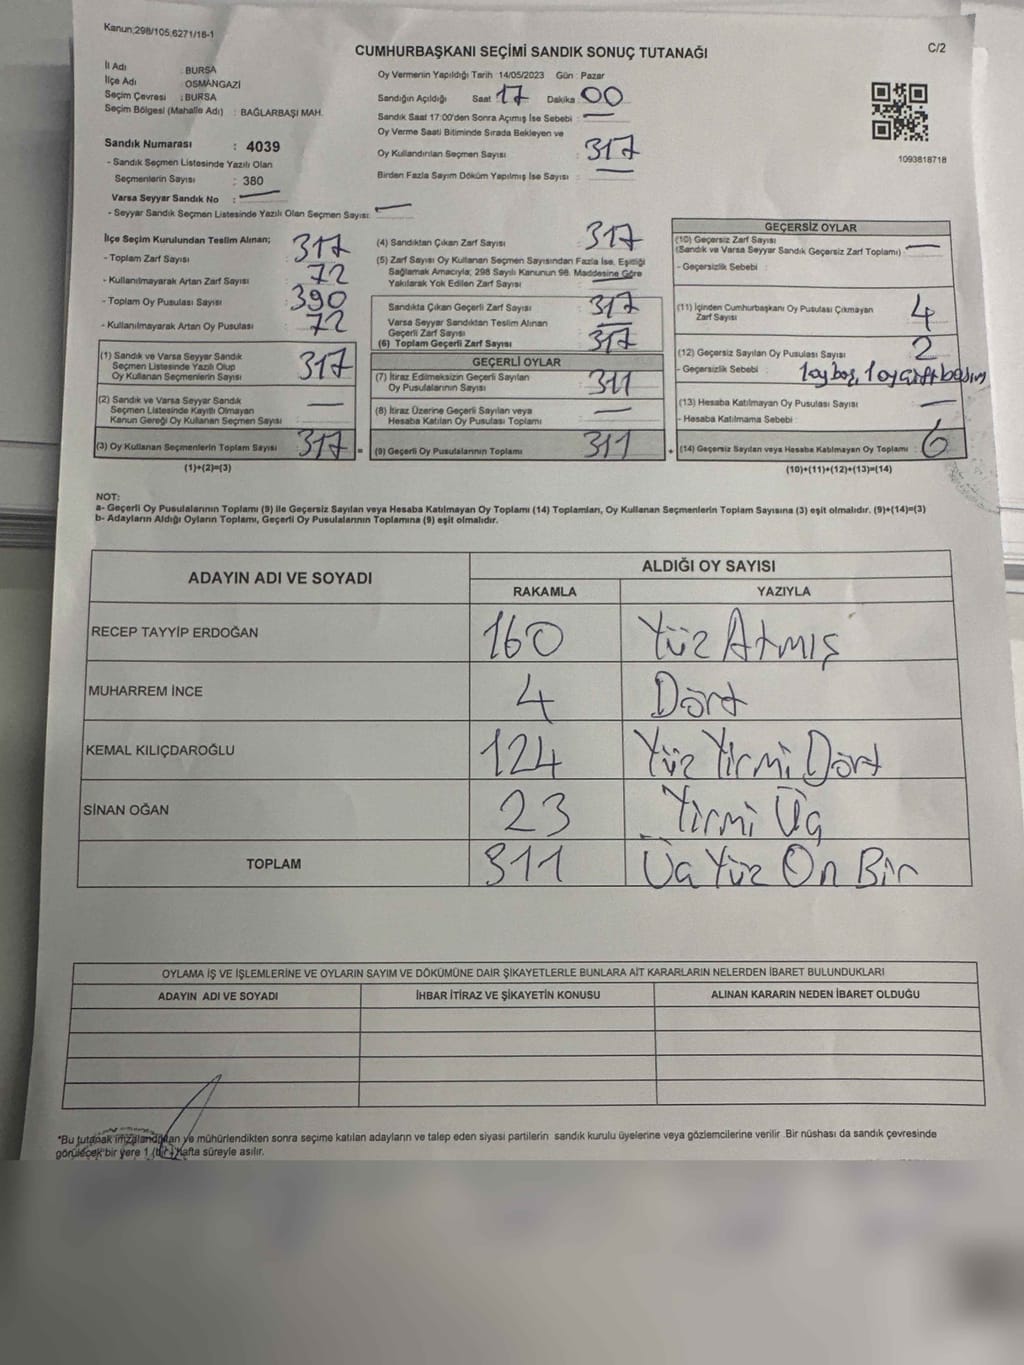 Kanun;298/105;6271/18-1
C/2
CUMHURBAŞKANI SEÇİMİ SANDIK SONUÇ TUTANAĞI
İl Adı : BURSA
İlçe Adı : OSMANGAZİ
Seçim Çevresi : BURSA
Seçim Bölgesi (Mahalle Adı) : BAĞLARBAŞI MAH.
Sandık Numarası : 4039
- Sandık Seçmen Listesinde Yazılı Olan
Seçmenlerin Sayısı : 380
Varsa Seyyar Sandık No : —
- Seyyar Sandık Seçmen Listesinde Yazılı Olan Seçmen Sayısı: —
Oy Vermenin Yapıldığı Tarih 14/05/2023 Gün : Pazar
Sandığın Açıldığı Saat 17 Dakika 00
Sandık Saat 17:00'den Sonra Açımış İse Sebebi : —
Oy Verme Saati Bitiminde Sırada Bekleyen ve
Oy Kullandırılan Seçmen Sayısı : 317
Birden Fazla Sayım Döküm Yapılmış İse Sayısı : —
1093818718
İlçe Seçim Kurulundan Teslim Alınan;
- Toplam Zarf Sayısı : 317
- Kullanılmayarak Artan Zarf Sayısı : 72
- Toplam Oy Pusulası Sayısı : 390
- Kullanılmayarak Artan Oy Pusulası : 72
(1) Sandık ve Varsa Seyyar Sandık
Seçmen Listesinde Yazılı Olup
Oy Kullanan Seçmenlerin Sayısı : 317
(2) Sandık ve Varsa Seyyar Sandık
Seçmen Listesinde Kayıtlı Olmayan
Kanun Gereği Oy Kullanan Seçmen Sayısı : —
(3) Oy Kullanan Seçmenlerin Toplam Sayısı : 317 =
(1)+(2)=(3)
(4) Sandıktan Çıkan Zarf Sayısı : 317
(5) Zarf Sayısı Oy Kullanan Seçmen Sayısından Fazla İse, Eşitliği
Sağlamak Amacıyla; 298 Sayılı Kanunun 98. Maddesine Göre
Yakılarak Yok Edilen Zarf Sayısı : —
Sandıkta Çıkan Geçerli Zarf Sayısı : 317
Varsa Seyyar Sandıktan Teslim Alınan
Geçerli Zarf Sayısı : —
(6) Toplam Geçerli Zarf Sayısı : 317
GEÇERLİ OYLAR
(7) İtiraz Edilmeksizin Geçerli Sayılan
Oy Pusulalarının Sayısı : 311
(8) İtiraz Üzerine Geçerli Sayılan veya
Hesaba Katılan Oy Pusulası Toplamı : —
(9) Geçerli Oy Pusulalarının Toplamı : 311 +
GEÇERSİZ OYLAR
(10) Geçersiz Zarf Sayısı
(Sandık ve Varsa Seyyar Sandık Geçersiz Zarf Toplamı) : —
- Geçersizlik Sebebi :
(11) İçinden Cumhurbaşkanı Oy Pusulası Çıkmayan
Zarf Sayısı : 4
(12) Geçersiz Sayılan Oy Pusulası Sayısı : 2
- Geçersizlik Sebebi : 1 oy boş, 1 oy çift basım
(13) Hesaba Katılmayan Oy Pusulası Sayısı : —
- Hesaba Katılmama Sebebi :
(14) Geçersiz Sayılan veya Hesaba Katılmayan Oy Toplamı : 6
(10)+(11)+(12)+(13)=(14)
NOT:
a- Geçerli Oy Pusulalarının Toplamı (9) ile Geçersiz Sayılan veya Hesaba Katılmayan Oy Toplamı (14) Toplamları, Oy Kullanan Seçmenlerin Toplam Sayısına (3) eşit olmalıdır. (9)+(14)=(3)
b- Adayların Aldığı Oyların Toplamı, Geçerli Oy Pusulalarının Toplamına (9) eşit olmalıdır.
ADAYIN ADI VE SOYADI
ALDIĞI OY SAYISI
RAKAMLA YAZIYLA
RECEP TAYYİP ERDOĞAN 160 Yüz Atmış
MUHARREM İNCE 4 Dört
KEMAL KILIÇDAROĞLU 124 Yüz Yirmi Dört
SİNAN OĞAN 23 Yirmi Üç
TOPLAM 311 Üç Yüz On Bir
OYLAMA İŞ VE İŞLEMLERİNE VE OYLARIN SAYIM VE DÖKÜMÜNE DAİR ŞİKAYETLERLE BUNLARA AİT KARARLARIN NELERDEN İBARET BULUNDUKLARI
ADAYIN ADI VE SOYADI İHBAR İTİRAZ VE ŞİKAYETİN KONUSU ALINAN KARARIN NEDEN İBARET OLDUĞU
*Bu tutanak imzalandıktan ve mühürlendikten sonra seçime katılan adayların ve talep eden siyasi partilerin sandık kurulu üyelerine veya gözlemcilerine verilir .Bir nüshası da sandık çevresinde
görülecek bir yere 1 (bir) hafta süreyle asılır.